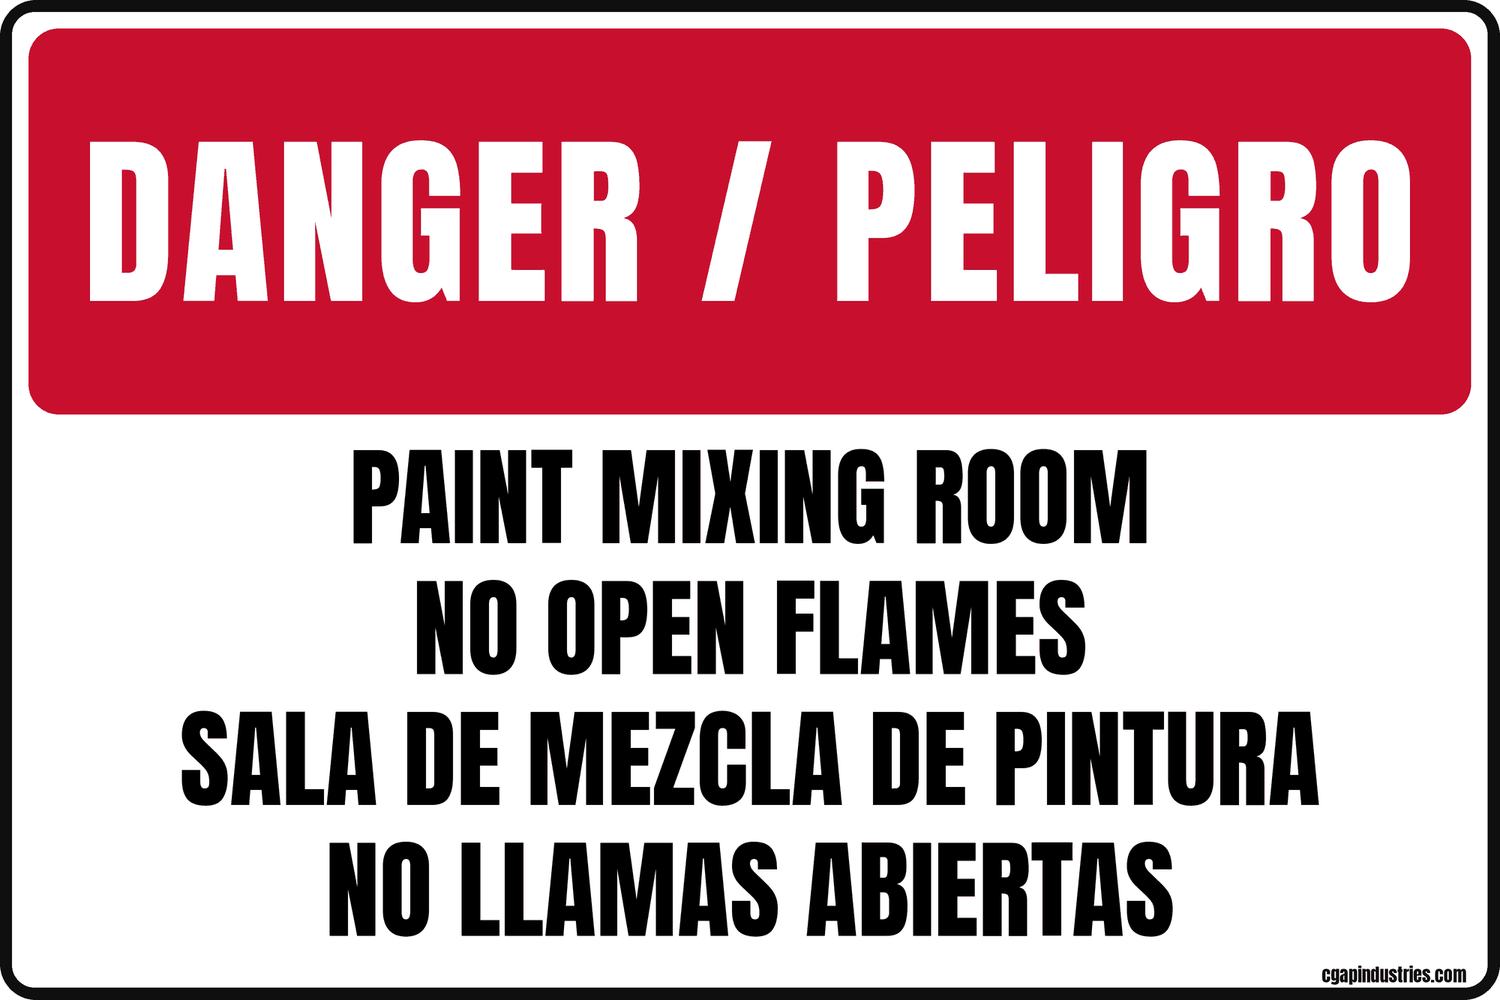 DANGER / PELIGRO
PAINT MIXING ROOM
NO OPEN FLAMES
SALA DE MEZCLA DE PINTURA
NO LLAMAS ABIERTAS
cgapindustries.com